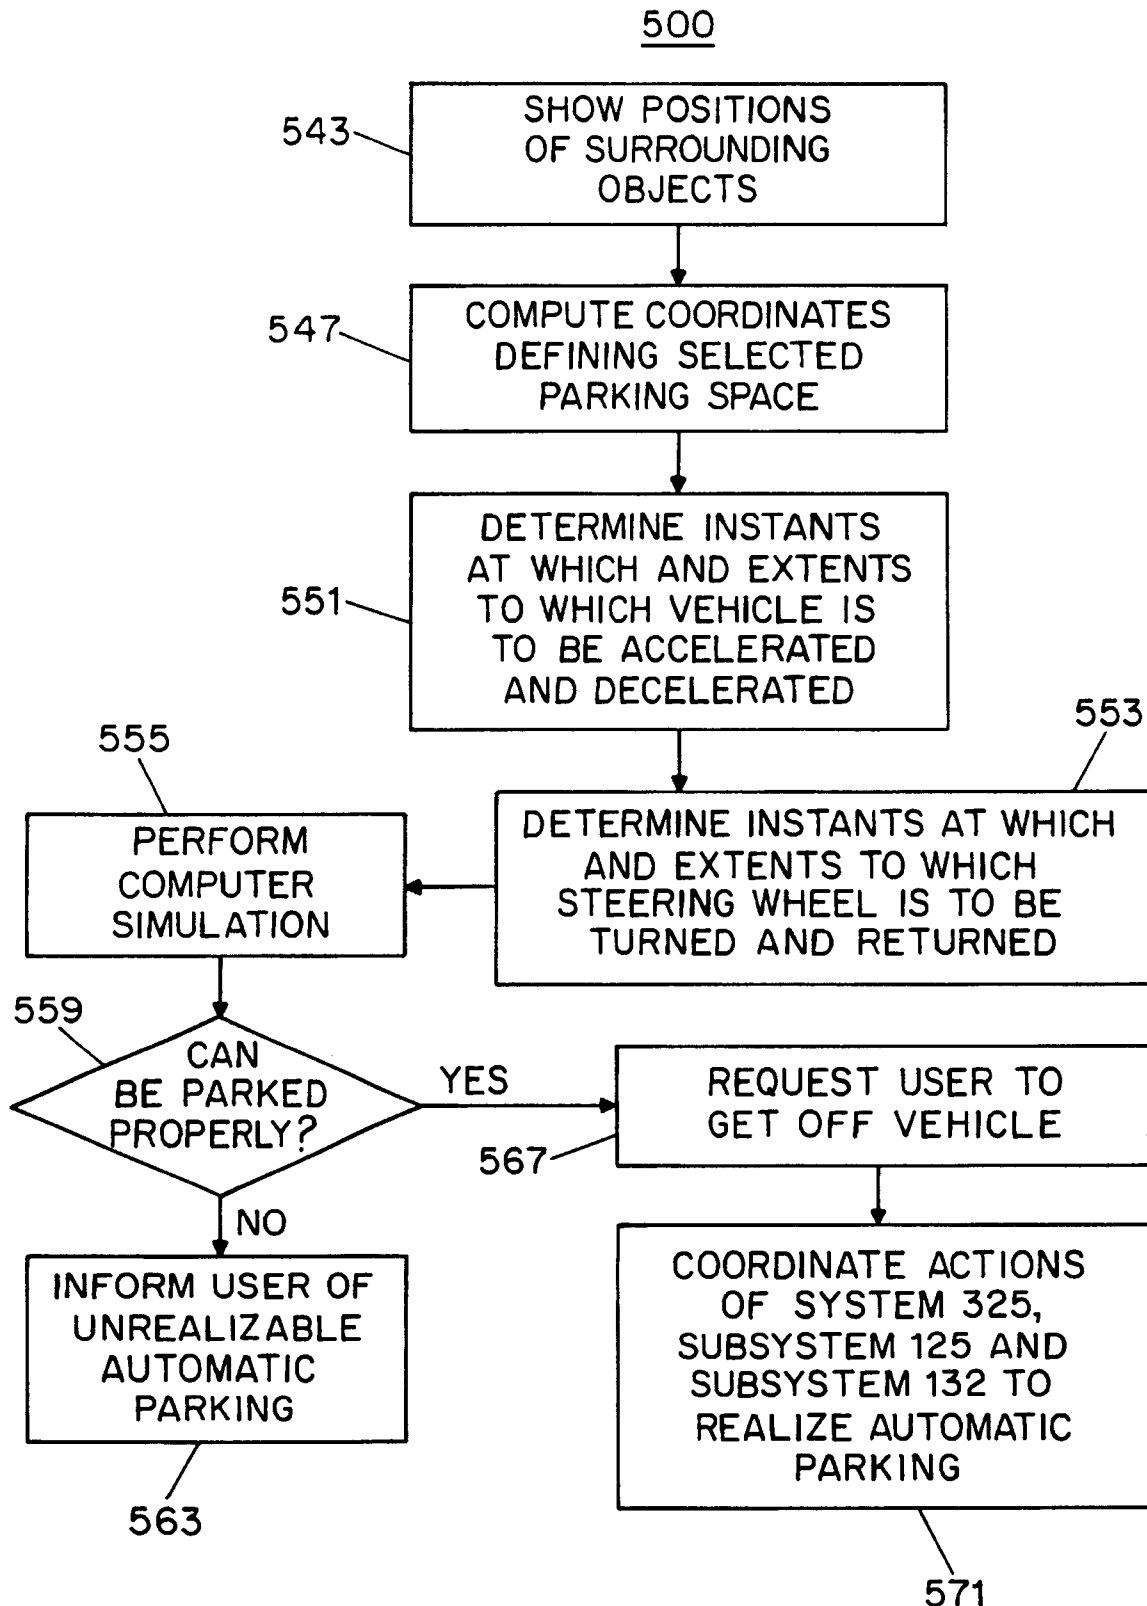 500
543
SHOW POSITIONS
OF SURROUNDING
OBJECTS
547
COMPUTE COORDINATES
DEFINING SELECTED
PARKING SPACE
551
DETERMINE INSTANTS
AT WHICH AND EXTENTS
TO WHICH VEHICLE IS
TO BE ACCELERATED
AND DECELERATED
553
DETERMINE INSTANTS AT WHICH
AND EXTENTS TO WHICH
STEERING WHEEL IS TO BE
TURNED AND RETURNED
555
PERFORM
COMPUTER
SIMULATION
559
CAN
BE PARKED
PROPERLY?
YES
NO
INFORM USER OF
UNREALIZABLE
AUTOMATIC
PARKING
563
REQUEST USER TO
GET OFF VEHICLE
567
COORDINATE ACTIONS
OF SYSTEM 325,
SUBSYSTEM 125 AND
SUBSYSTEM 132 TO
REALIZE AUTOMATIC
PARKING
571